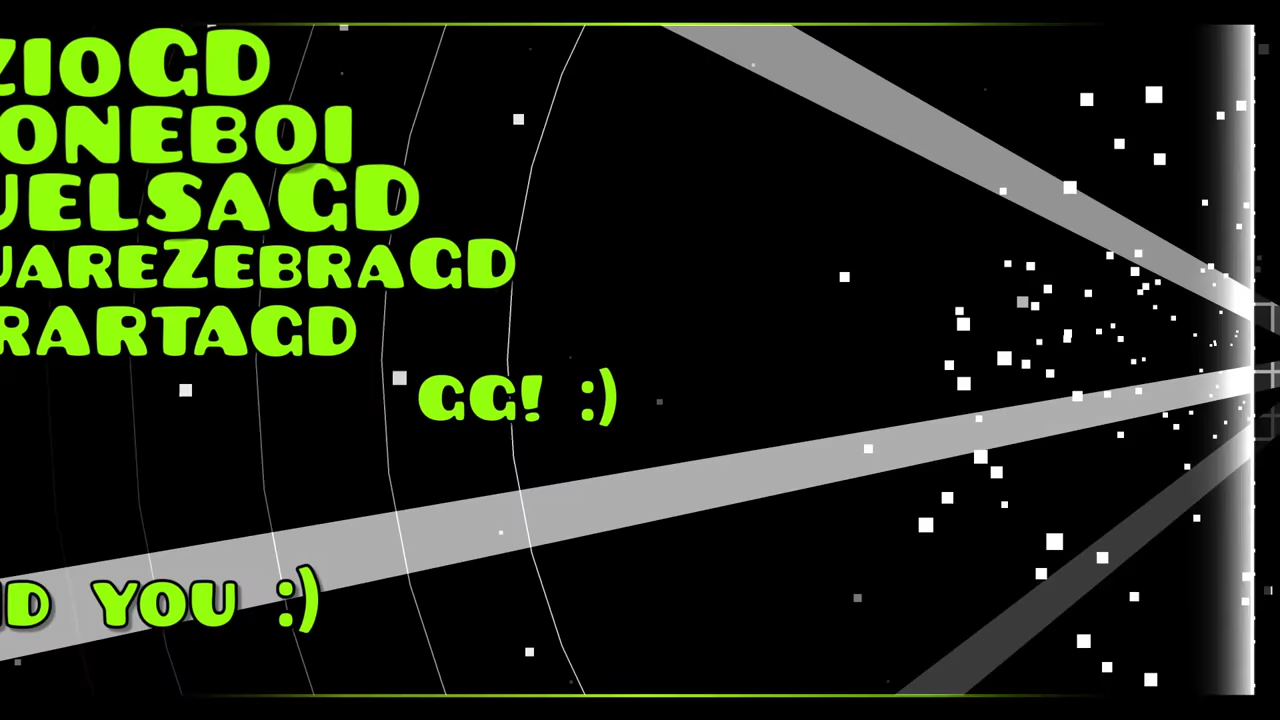 ZIOGD
ONEBOI
UELSAGD
UAREZEBRAGD
RARTAGD
GG! :)
D YOU :)